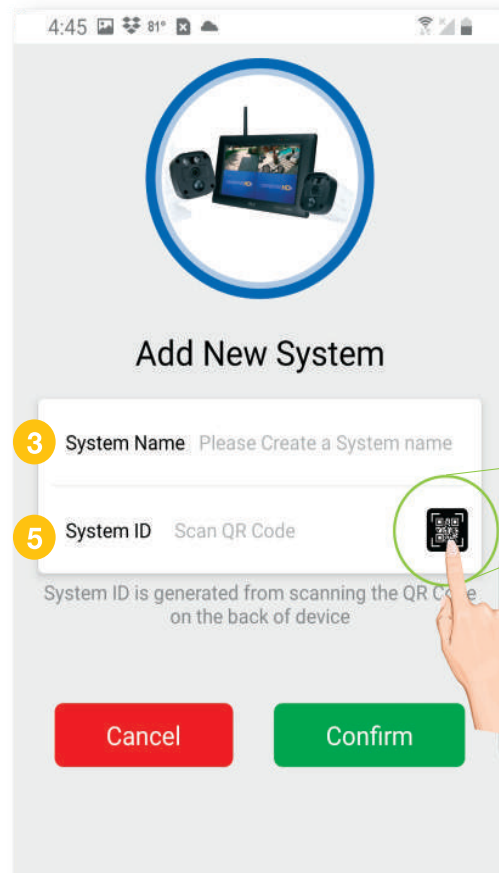 4:45 81°
Add New System
3 System Name Please Create a System name
5 System ID Scan QR Code
System ID is generated from scanning the QR
on the back of device
Cancel Confirm